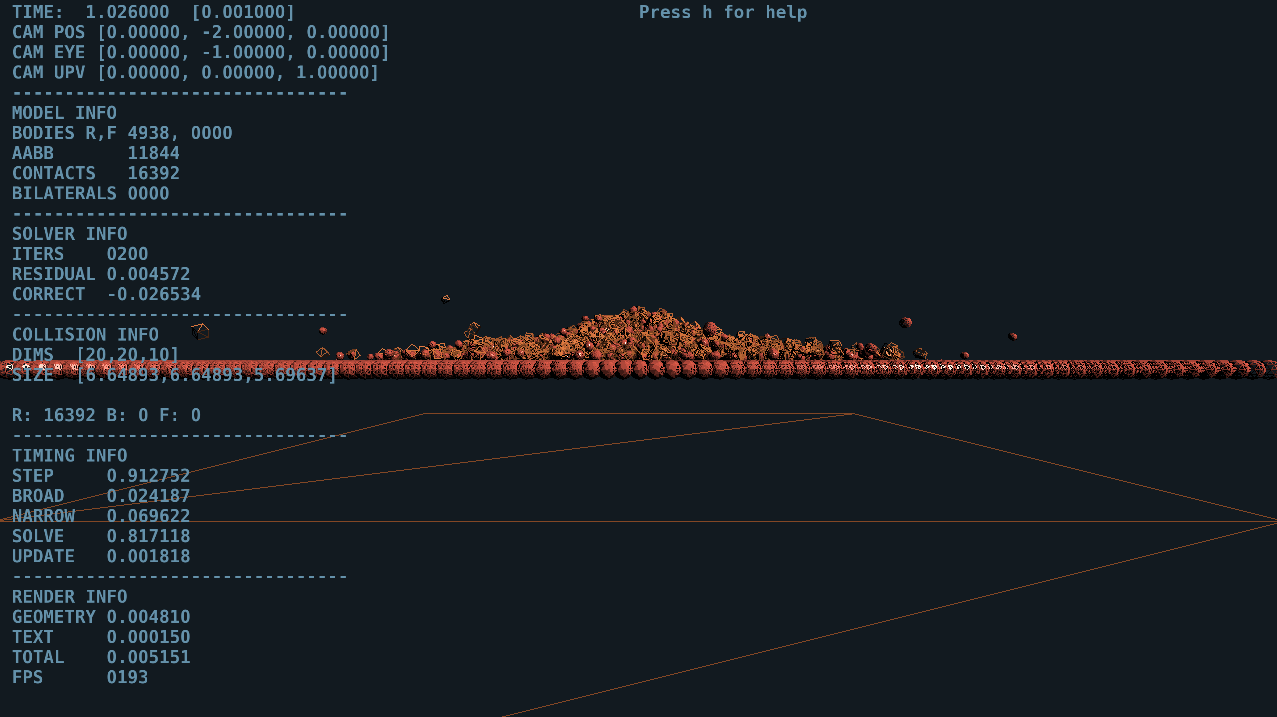 TIME:  1.026000  [0.001000]
Press h for help
CAM POS [0.00000, -2.00000, 0.00000]
CAM EYE [0.00000, -1.00000, 0.00000]
CAM UPV [0.00000, 0.00000, 1.00000]
--------------------------------
MODEL INFO
BODIES R,F 4938, 0000
AABB       11844
CONTACTS   16392
BILATERALS 0000
--------------------------------
SOLVER INFO
ITERS    0200
RESIDUAL 0.004572
CORRECT  -0.026534
--------------------------------
COLLISION INFO
DIMS  [20,20,10]
SIZE  [6.64893,6.64893,5.69637]
R: 16392 B: 0 F: 0
--------------------------------
TIMING INFO
STEP     0.912752
BROAD    0.024187
NARROW   0.069622
SOLVE    0.817118
UPDATE   0.001818
--------------------------------
RENDER INFO
GEOMETRY 0.004810
TEXT     0.000150
TOTAL    0.005151
FPS      0193